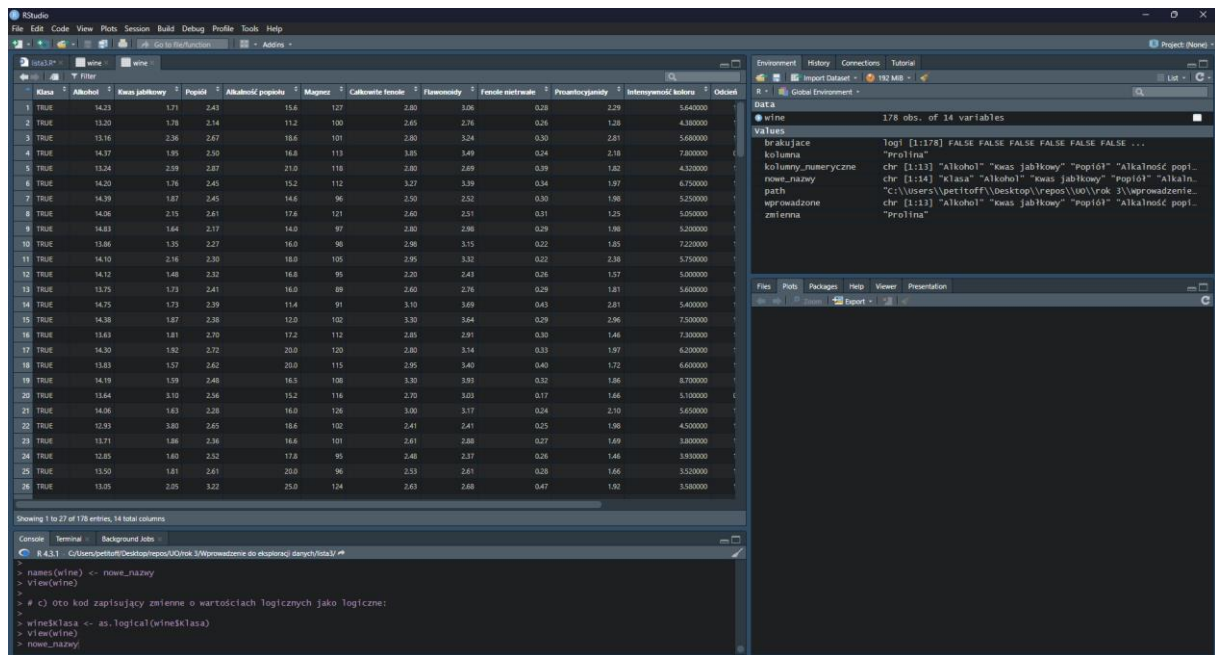 RStudio
File Edit Code View Plots Session Build Debug Profile Tools Help
Go to file/function Addins
Project: (None)
lista3.R* wine wine
Filter
Klasa Alkohol Kwas jabłkowy Popiół Alkalność popiołu Magnez Całkowite fenole Flawonoidy Fenole nietrwałe Proantocyjanidy Intensywność koloru Odcień
1 TRUE 14.23 1.71 2.43 15.6 127 2.80 3.06 0.28 2.29 5.640000
2 TRUE 13.20 1.78 2.14 11.2 100 2.65 2.76 0.26 1.28 4.380000
3 TRUE 13.16 2.36 2.67 18.6 101 2.80 3.24 0.30 2.81 5.680000
4 TRUE 14.37 1.95 2.50 16.8 113 3.85 3.49 0.24 2.18 7.800000
5 TRUE 13.24 2.59 2.87 21.0 118 2.80 2.69 0.39 1.82 4.320000
6 TRUE 14.20 1.76 2.45 15.2 112 3.27 3.39 0.34 1.97 6.750000
7 TRUE 14.39 1.87 2.45 14.6 96 2.50 2.52 0.30 1.98 5.250000
8 TRUE 14.06 2.15 2.61 17.6 121 2.60 2.51 0.31 1.25 5.050000
9 TRUE 14.83 1.64 2.17 14.0 97 2.80 2.98 0.29 1.98 5.200000
10 TRUE 13.86 1.35 2.27 16.0 98 2.98 3.15 0.22 1.85 7.220000
11 TRUE 14.10 2.16 2.30 18.0 105 2.95 3.32 0.22 2.38 5.750000
12 TRUE 14.12 1.48 2.32 16.8 95 2.20 2.43 0.26 1.57 5.000000
13 TRUE 13.75 1.73 2.41 16.0 89 2.60 2.76 0.29 1.81 5.600000
14 TRUE 14.75 1.73 2.39 11.4 91 3.10 3.69 0.43 2.81 5.400000
15 TRUE 14.38 1.87 2.38 12.0 102 3.30 3.64 0.29 2.96 7.500000
16 TRUE 13.63 1.81 2.70 17.2 112 2.85 2.91 0.30 1.46 7.300000
17 TRUE 14.30 1.92 2.72 20.0 120 2.80 3.14 0.33 1.97 6.200000
18 TRUE 13.83 1.57 2.62 20.0 115 2.95 3.40 0.40 1.72 6.600000
19 TRUE 14.19 1.59 2.48 16.5 108 3.30 3.93 0.32 1.86 8.700000
20 TRUE 13.64 3.10 2.56 15.2 116 2.70 3.03 0.17 1.66 5.100000
21 TRUE 14.06 1.63 2.28 16.0 126 3.00 3.17 0.24 2.10 5.650000
22 TRUE 12.93 3.80 2.65 18.6 102 2.41 2.41 0.25 1.98 4.500000
23 TRUE 13.71 1.86 2.36 16.6 101 2.61 2.88 0.27 1.69 3.800000
24 TRUE 12.85 1.60 2.52 17.8 95 2.48 2.37 0.26 1.46 3.930000
25 TRUE 13.50 1.81 2.61 20.0 96 2.53 2.61 0.28 1.66 3.520000
26 TRUE 13.05 2.05 3.22 25.0 124 2.63 2.68 0.47 1.92 3.580000
Showing 1 to 27 of 178 entries, 14 total columns
Console Terminal Background Jobs
R 4.3.1 · C:/Users/petitoff/Desktop/repos/UO/rok 3/Wprowadzenie do eksploracji danych/lista3/
>
> names(wine) <- nowe_nazwy
> View(wine)
>
> # c) Oto kod zapisujący zmienne o wartościach logicznych jako logiczne:
>
> wine$Klasa <- as.logical(wine$Klasa)
> View(wine)
> nowe_nazwy
Environment History Connections Tutorial
Import Dataset 192 MiB List
R Global Environment
Data
wine 178 obs. of 14 variables
Values
brakujace logi [1:178] FALSE FALSE FALSE FALSE FALSE FALSE ...
kolumna "Prolina"
kolumny_numeryczne chr [1:13] "Alkohol" "Kwas jabłkowy" "Popiół" "Alkalność popi…
nowe_nazwy chr [1:14] "Klasa" "Alkohol" "Kwas jabłkowy" "Popiół" "Alkaln…
path "C:\\Users\\petitoff\\Desktop\\repos\\UO\\rok 3\\Wprowadzenie…
wprowadzone chr [1:13] "Alkohol" "Kwas jabłkowy" "Popiół" "Alkalność popi…
zmienna "Prolina"
Files Plots Packages Help Viewer Presentation
Zoom Export